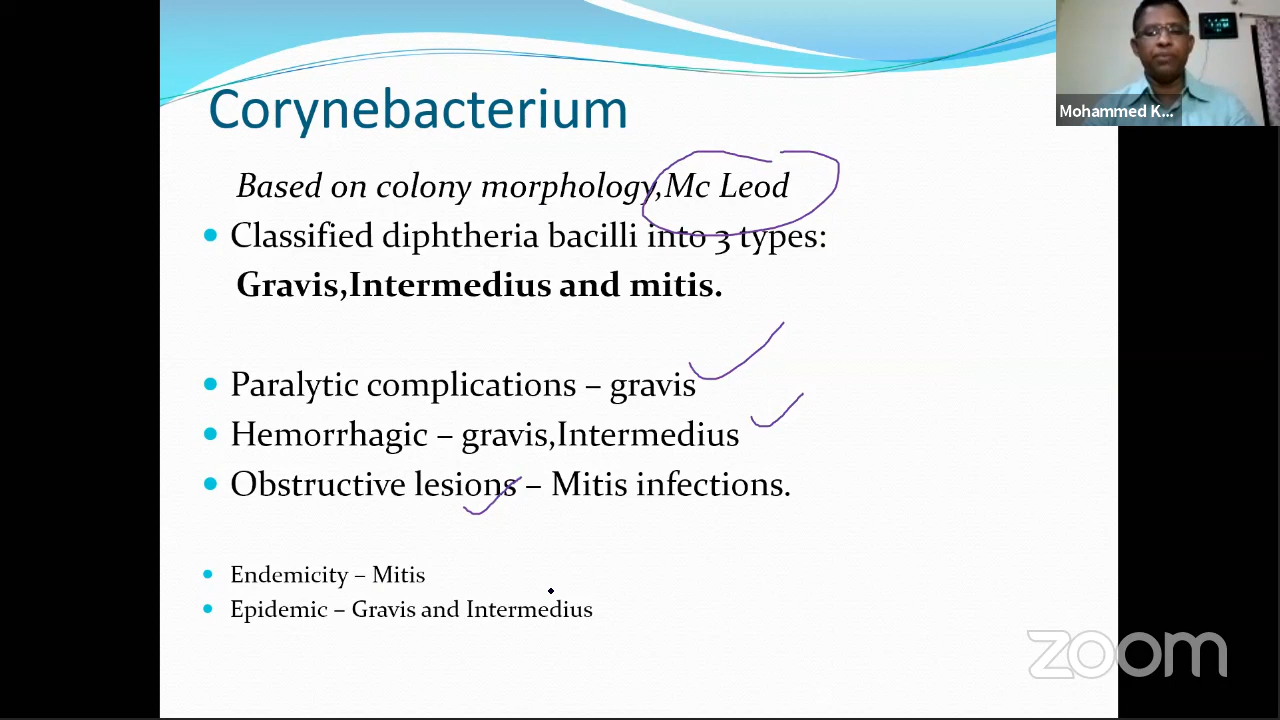 Corynebacterium
Mohammed K...
Based on colony morphology,Mc Leod
Classified diphtheria bacilli into 3 types:
Gravis,Intermedius and mitis.
Paralytic complications – gravis
Hemorrhagic – gravis,Intermedius
Obstructive lesions – Mitis infections.
Endemicity – Mitis
Epidemic – Gravis and Intermedius
zoom